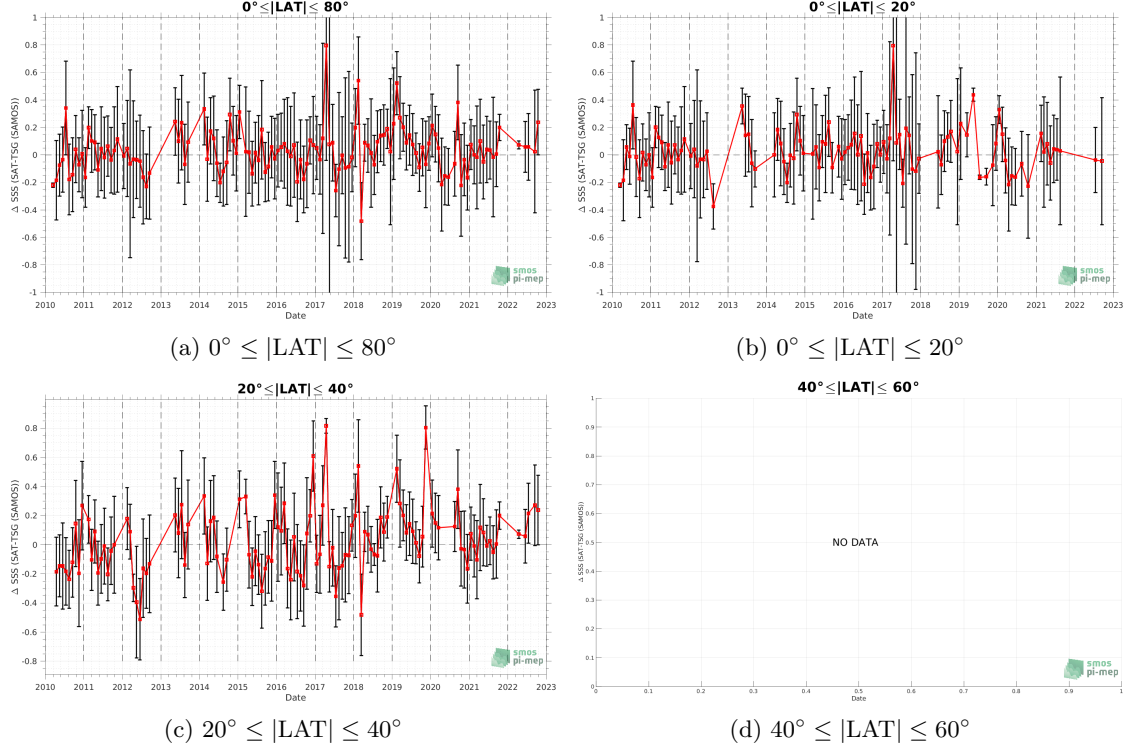 0°≤|LAT|≤ 80°
Δ SSS (SAT-TSG (SAMOS))
1
0.8
0.6
0.4
0.2
0
-0.2
-0.4
-0.6
-0.8
-1
2010 2011 2012 2013 2014 2015 2016 2017 2018 2019 2020 2021 2022 2023
Date
smos
pi-mep
(a) 0° ≤ |LAT| ≤ 80°
0°≤|LAT|≤ 20°
Δ SSS (SAT-TSG (SAMOS))
1
0.8
0.6
0.4
0.2
0
-0.2
-0.4
-0.6
-0.8
-1
2010 2011 2012 2013 2014 2015 2016 2017 2018 2019 2020 2021 2022 2023
Date
smos
pi-mep
(b) 0° ≤ |LAT| ≤ 20°
20°≤|LAT|≤ 40°
Δ SSS (SAT-TSG (SAMOS))
0.8
0.6
0.4
0.2
0
-0.2
-0.4
-0.6
-0.8
2010 2011 2012 2013 2014 2015 2016 2017 2018 2019 2020 2021 2022 2023
Date
smos
pi-mep
(c) 20° ≤ |LAT| ≤ 40°
40°≤|LAT|≤ 60°
Δ SSS (SAT-TSG (SAMOS))
1
0.9
0.8
0.7
0.6
0.5
0.4
0.3
0.2
0.1
0
NO DATA
0 0.1 0.2 0.3 0.4 0.5 0.6 0.7 0.8 0.9 1
Date
smos
pi-mep
(d) 40° ≤ |LAT| ≤ 60°